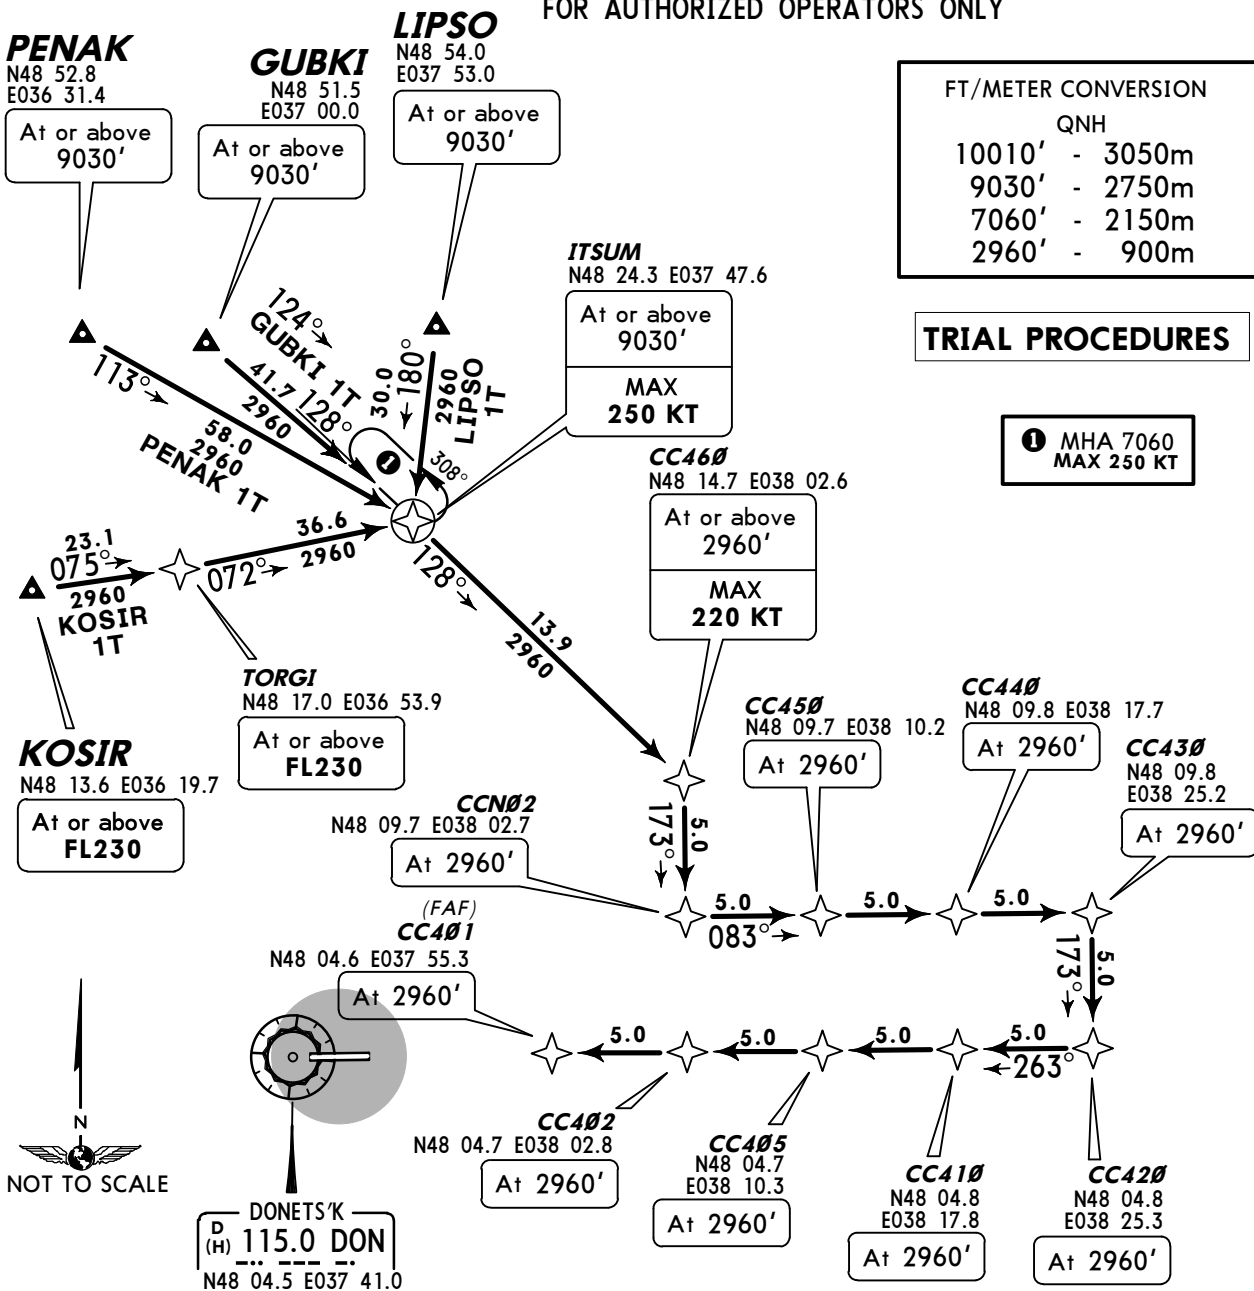 FOR AUTHORIZED OPERATORS ONLY
PENAK
N48 52.8
E036 31.4
At or above
9030'
GUBKI
N48 51.5
E037 00.0
At or above
9030'
LIPSO
N48 54.0
E037 53.0
At or above
9030'
FT/METER CONVERSION
QNH
10010' - 3050m
9030' - 2750m
7060' - 2150m
2960' - 900m
TRIAL PROCEDURES
❶ MHA 7060
MAX 250 KT
ITSUM
N48 24.3 E037 47.6
At or above
9030'
MAX
250 KT
113°
58.0
2960
PENAK 1T
124°
GUBKI 1T
41.7
2960
128°
30.0
180°
2960
LIPSO
1T
❶
308°
23.1
075°
2960
KOSIR
1T
36.6
072°
2960
128°
13.9
2960
CC46Ø
N48 14.7 E038 02.6
At or above
2960'
MAX
220 KT
TORGI
N48 17.0 E036 53.9
At or above
FL230
KOSIR
N48 13.6 E036 19.7
At or above
FL230
CC45Ø
N48 09.7 E038 10.2
At 2960'
CC44Ø
N48 09.8 E038 17.7
At 2960'
CC43Ø
N48 09.8
E038 25.2
At 2960'
CCNØ2
N48 09.7 E038 02.7
At 2960'
173°
5.0
5.0
083°
5.0
5.0
173°
5.0
(FAF)
CC4Ø1
N48 04.6 E037 55.3
At 2960'
5.0
5.0
5.0
5.0
263°
CC4Ø2
N48 04.7 E038 02.8
At 2960'
CC4Ø5
N48 04.7
E038 10.3
At 2960'
CC41Ø
N48 04.8
E038 17.8
At 2960'
CC42Ø
N48 04.8
E038 25.3
At 2960'
N
NOT TO SCALE
DONETS'K
D
(H) 115.0 DON
N48 04.5 E037 41.0